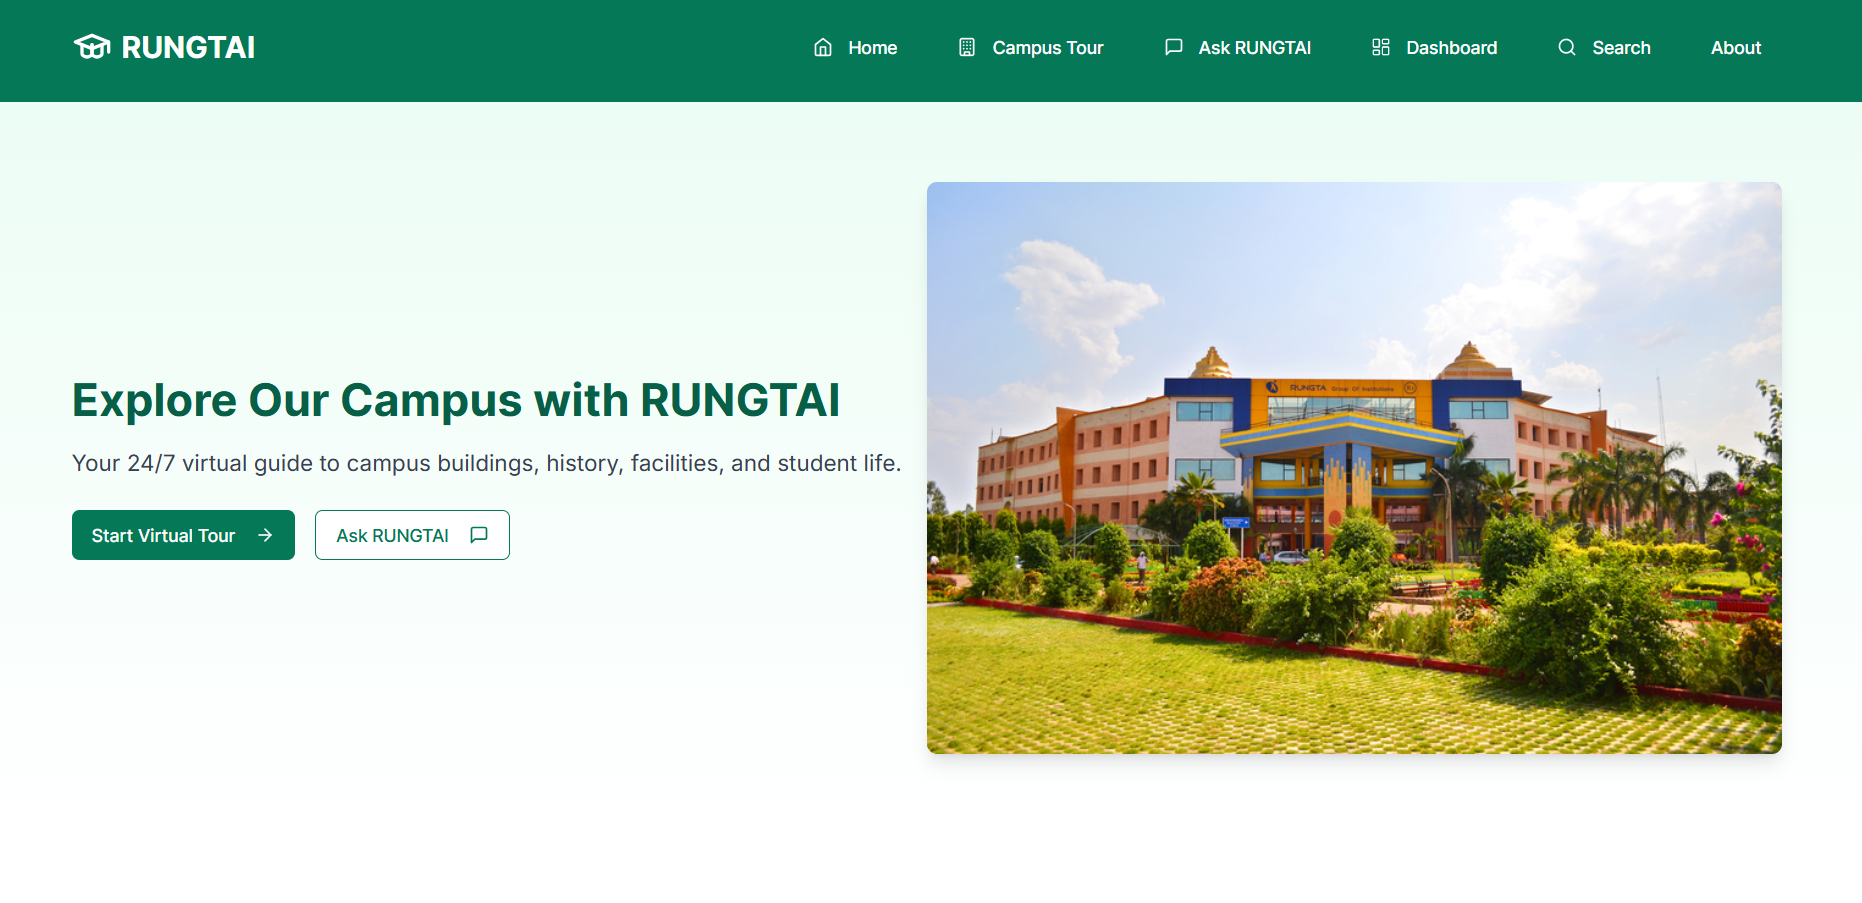 RUNGTAI
Home
Campus Tour
Ask RUNGTAI
Dashboard
Search
About
RUNGTA Group Of Institutions
Explore Our Campus with RUNGTAI
Your 24/7 virtual guide to campus buildings, history, facilities, and student life.
Start Virtual Tour
Ask RUNGTAI